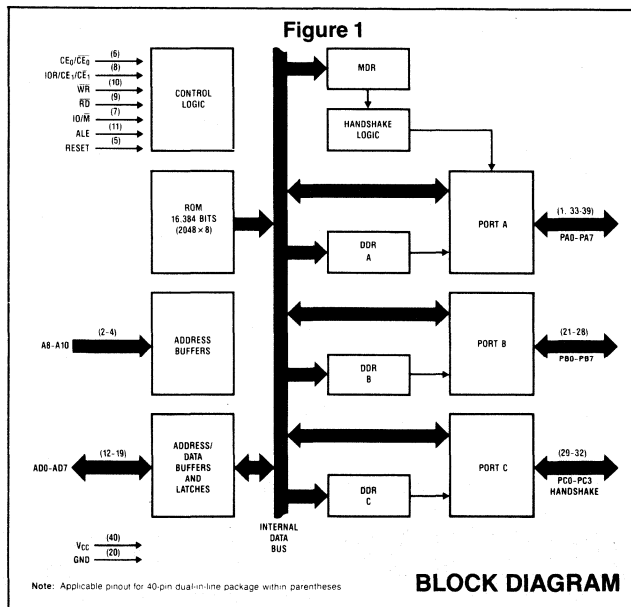 Figure 1
CE0/CE̅0̅ (6)
IOR/CE1/C̅E̅1 (8)
W̅R̅ (10)
R̅D̅ (9)
IO/M̅ (7)
ALE (11)
RESET (5)
CONTROL
LOGIC
MDR
HANDSHAKE
LOGIC
ROM
16.384 BITS
(2048 × 8)
PORT A
(1. 33-39)
PA0-PA7
DDR
A
A8-A10
(2-4)
ADDRESS
BUFFERS
PORT B
(21-28)
PB0-PB7
DDR
B
AD0-AD7
(12-19)
ADDRESS/
DATA
BUFFERS
AND
LATCHES
PORT C
(29-32)
PC0-PC3
HANDSHAKE
DDR
C
INTERNAL
DATA
BUS
VCC (40)
GND (20)
Note: Applicable pinout for 40-pin dual-in-line package within parentheses
BLOCK DIAGRAM